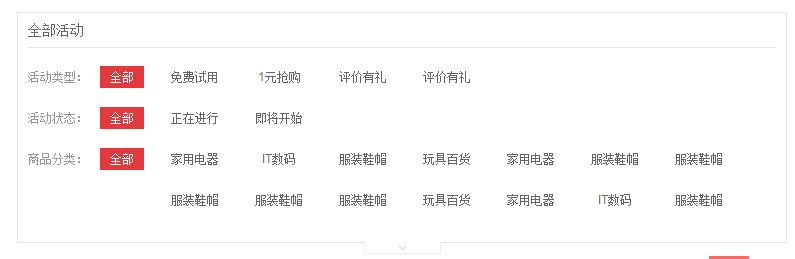 全部活动
活动类型： 全部 免费试用 1元抢购 评价有礼 评价有礼
活动状态： 全部 正在进行 即将开始
商品分类： 全部 家用电器 IT数码 服装鞋帽 玩具百货 家用电器 服装鞋帽 服装鞋帽
服装鞋帽 服装鞋帽 服装鞋帽 玩具百货 家用电器 IT数码 服装鞋帽